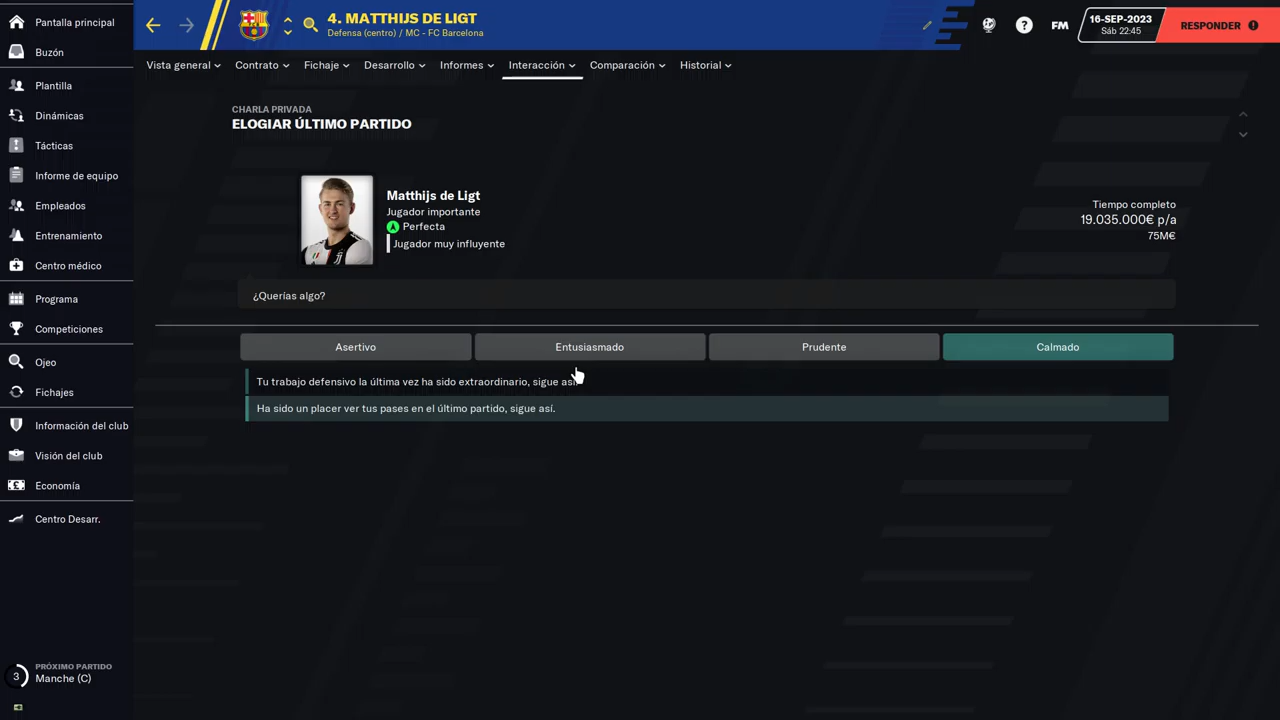 Pantalla principal
Buzón
Plantilla
Dinámicas
Tácticas
Informe de equipo
Empleados
Entrenamiento
Centro médico
Programa
Competiciones
Ojeo
Fichajes
Información del club
Visión del club
Economía
Centro Desarr.
3
PRÓXIMO PARTIDO
Manche (C)
4. MATTHIJS DE LIGT
Defensa (centro) / MC - FC Barcelona
?
FM
16-SEP-2023
Sáb 22:45
RESPONDER
Vista general
Contrato
Fichaje
Desarrollo
Informes
Interacción
Comparación
Historial
CHARLA PRIVADA
ELOGIAR ÚLTIMO PARTIDO
Matthijs de Ligt
Jugador importante
Perfecta
Jugador muy influyente
Tiempo completo
19.035.000€ p/a
75M€
¿Querías algo?
Asertivo
Entusiasmado
Prudente
Calmado
Tu trabajo defensivo la última vez ha sido extraordinario, sigue así.
Ha sido un placer ver tus pases en el último partido, sigue así.